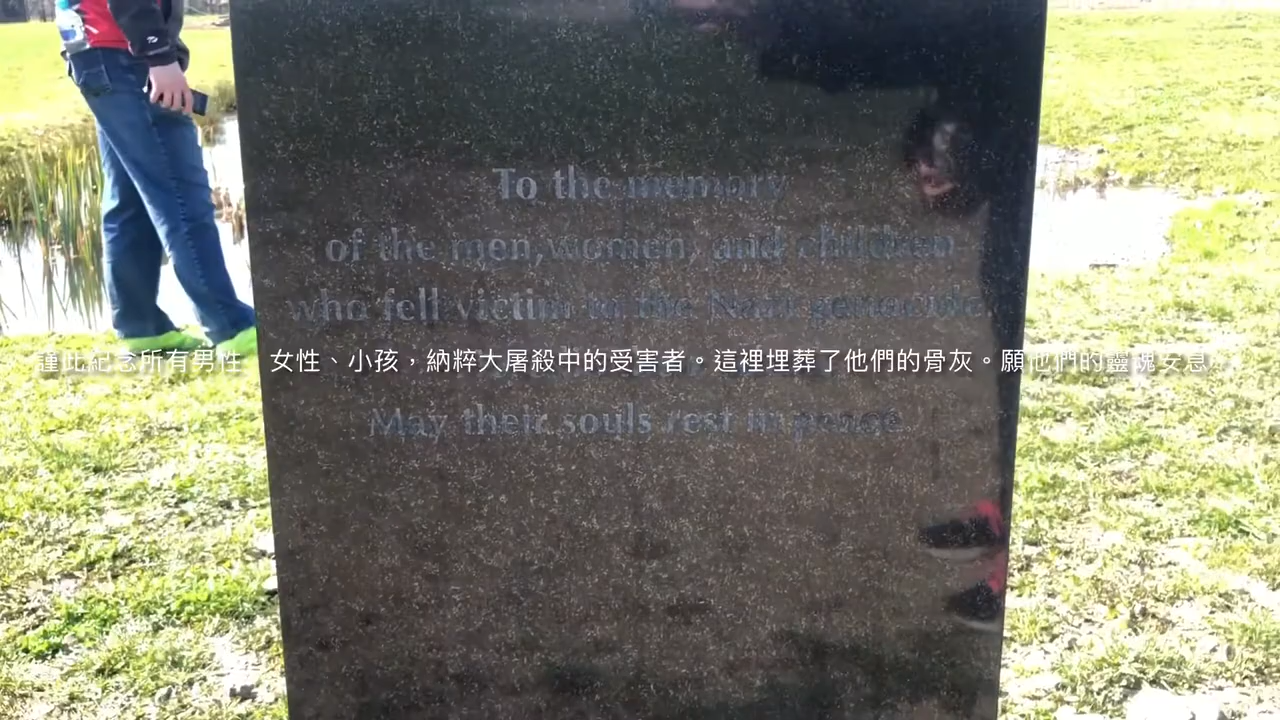 To the memory
of the men, women, and children
who fell victim to the Nazi genocide.
謹此紀念所有男性、女性、小孩，納粹大屠殺中的受害者。這裡埋葬了他們的骨灰。願他們的靈魂安息。
May their souls rest in peace